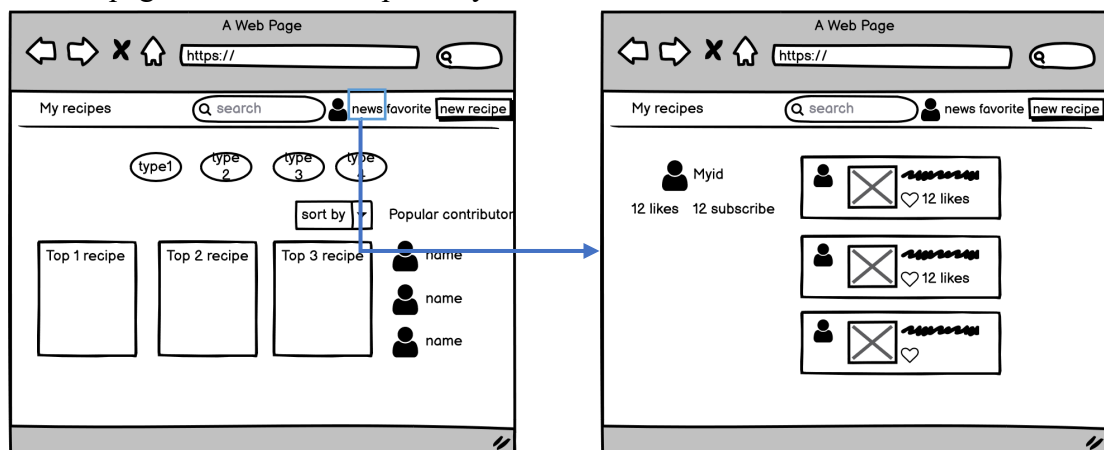 A Web Page
https://
My recipes search news favorite new recipe
type1 type 2 type 3 type 4
sort by Popular contributor
Top 1 recipe Top 2 recipe Top 3 recipe name
name
name
A Web Page
https://
My recipes search news favorite new recipe
Myid
12 likes 12 subscribe
12 likes
12 likes